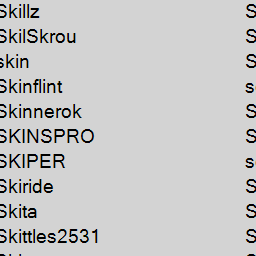 Skillz S
SkilSkrou S
skin S
Skinflint s
Skinnerok S
SKINSPRO S
SKIPER s
Skiride S
Skita S
Skittles2531 S